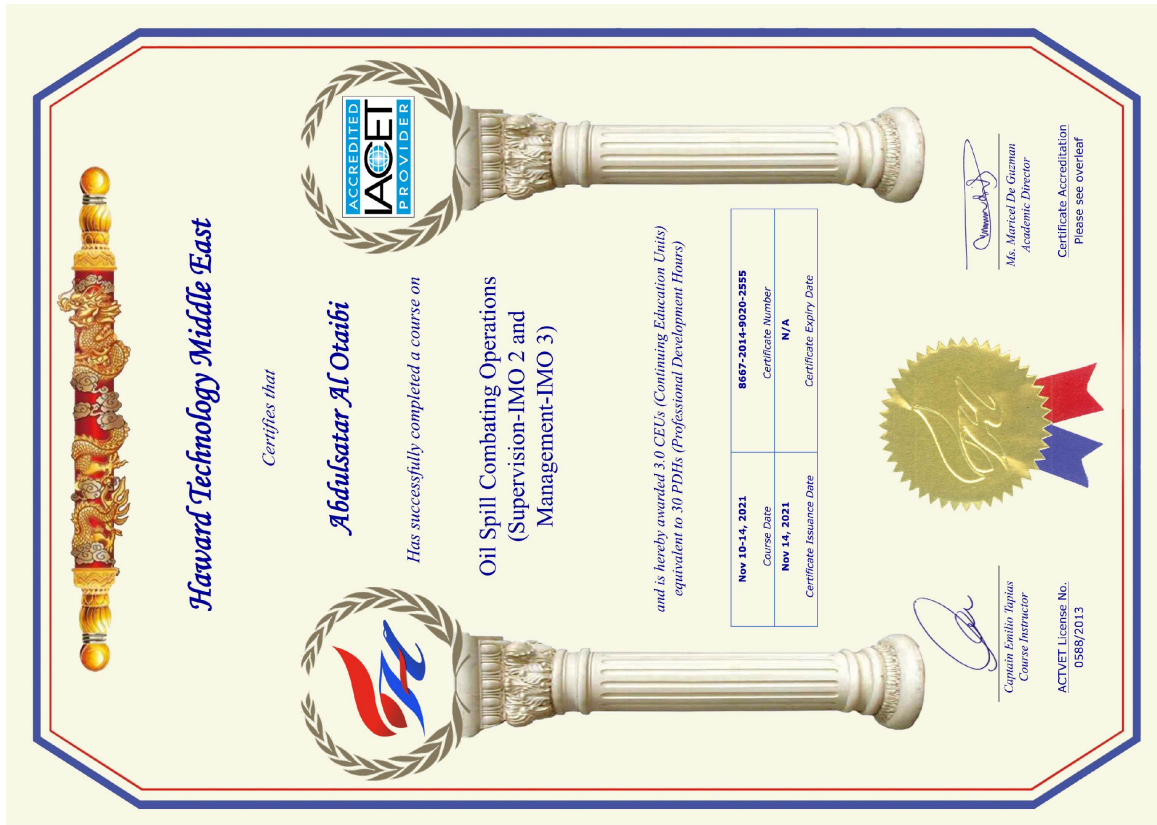 Haward Technology Middle East
Certifies that
Abdulsatar Al Otaibi
ACCREDITED
IACET
PROVIDER
Has successfully completed a course on
Oil Spill Combating Operations
(Supervision-IMO 2 and
Management-IMO 3)
and is hereby awarded 3.0 CEUs (Continuing Education Units)
equivalent to 30 PDHs (Professional Development Hours)
Nov 10-14, 2021
8667-2014-9020-2555
Course Date
Certificate Number
Nov 14, 2021
N/A
Certificate Issuance Date
Certificate Expiry Date
Captain Emilio Tapias
Course Instructor
ACTVET License No.
0588/2013
Ms. Maricel De Guzman
Academic Director
Certificate Accreditation
Please see overleaf